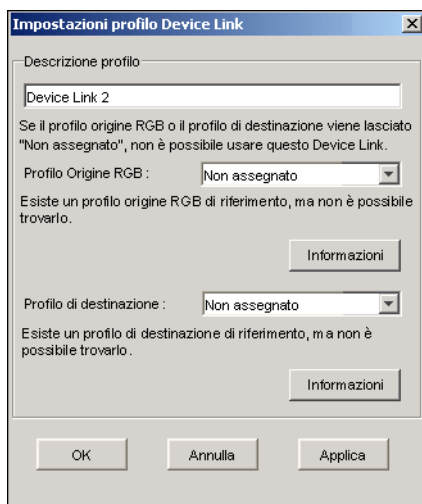 Impostazioni profilo Device Link
Descrizione profilo
Device Link 2
Se il profilo origine RGB o il profilo di destinazione viene lasciato
"Non assegnato", non è possibile usare questo Device Link.
Profilo Origine RGB :
Non assegnato
Esiste un profilo origine RGB di riferimento, ma non è possibile
trovarlo.
Informazioni
Profilo di destinazione :
Non assegnato
Esiste un profilo di destinazione di riferimento, ma non è
possibile trovarlo.
Informazioni
OK
Annulla
Applica